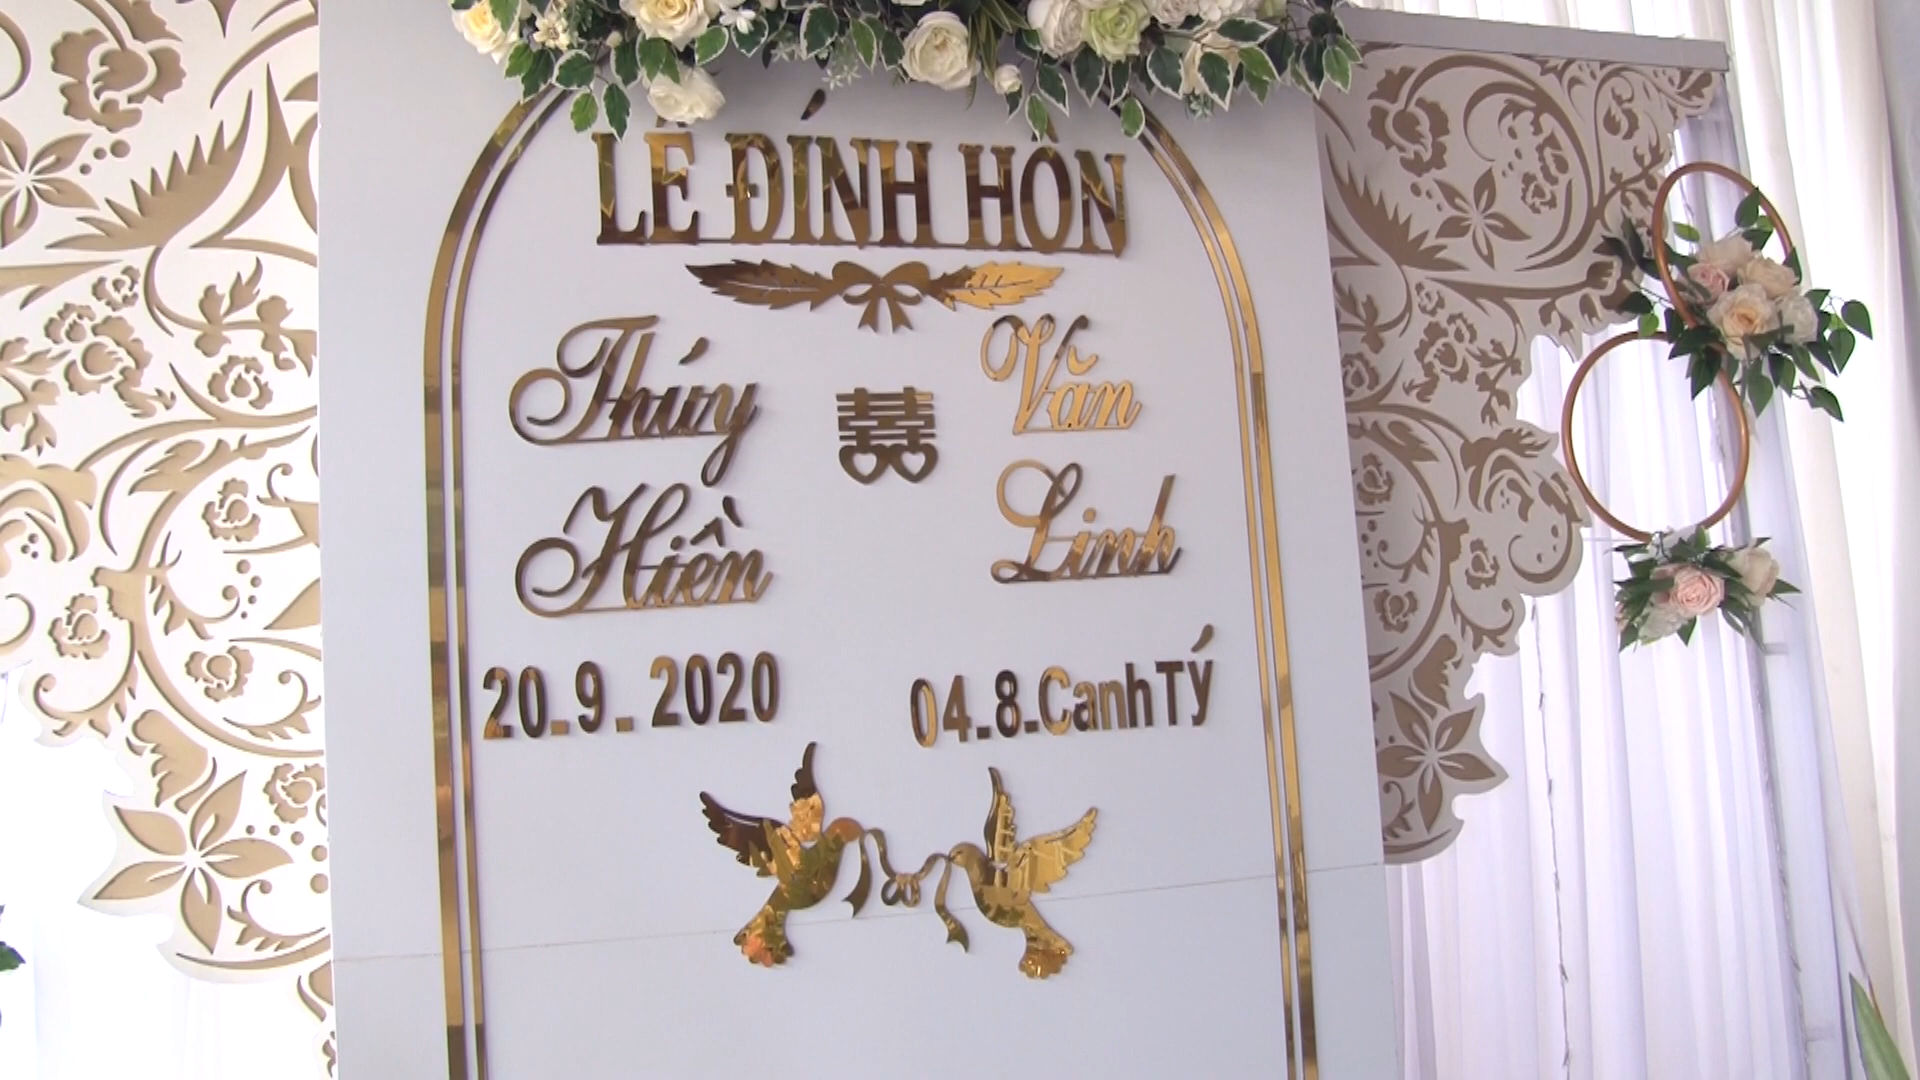 LỄ ĐÍNH HÔN
Thúy Hiền
囍
Văn Linh
20.9.2020
04.8.Canh Tý